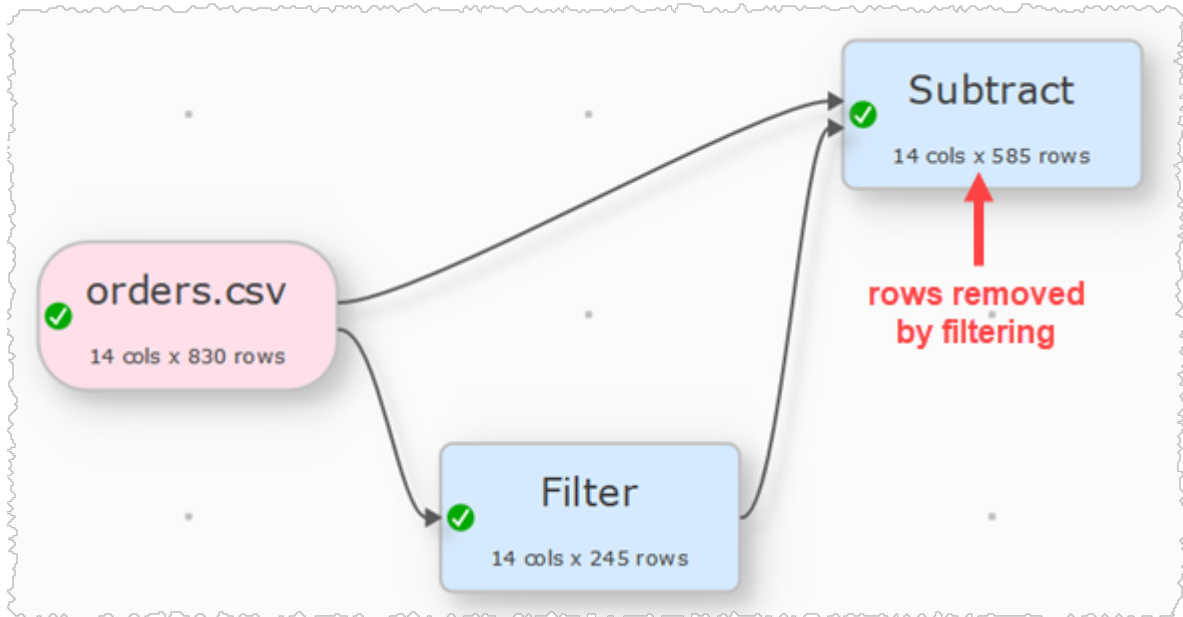 Subtract
14 cols x 585 rows
rows removed
by filtering
orders.csv
14 cols x 830 rows
Filter
14 cols x 245 rows